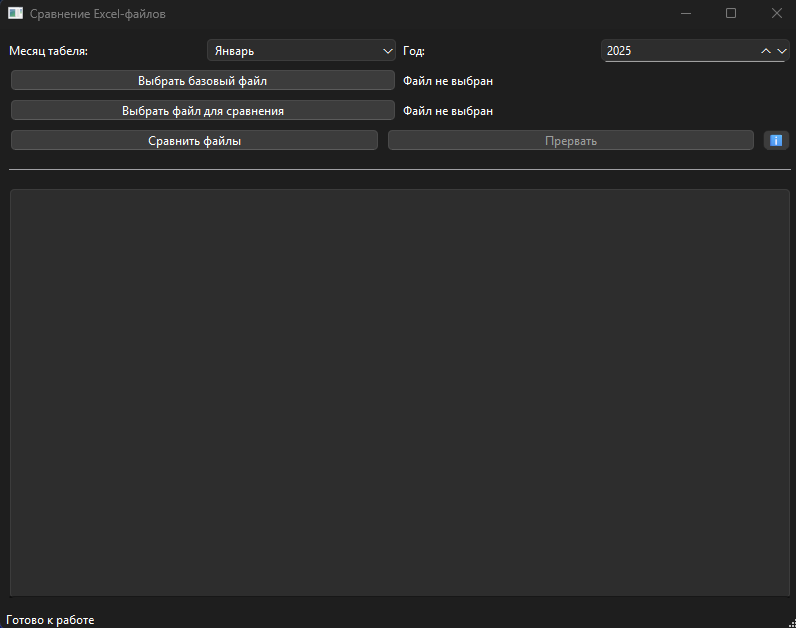 Сравнение Excel-файлов
Месяц табеля: Январь Год: 2025
Выбрать базовый файл Файл не выбран
Выбрать файл для сравнения Файл не выбран
Сравнить файлы Прервать i
Готово к работе